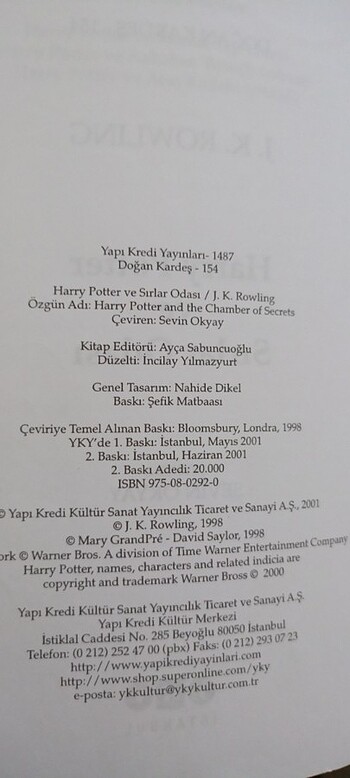 J. K. ROWLING
Yapı Kredi Yayınları- 1487
Doğan Kardeş - 154
Harry Potter ve Sırlar Odası / J. K. Rowling
Özgün Adı: Harry Potter and the Chamber of Secrets
Çeviren: Sevin Okyay
Kitap Editörü: Ayça Sabuncuoğlu
Düzelti: İncilay Yılmazyurt
Genel Tasarım: Nahide Dikel
Baskı: Şefik Matbaası
Çeviriye Temel Alınan Baskı: Bloomsbury, Londra, 1998
YKY'de 1. Baskı: İstanbul, Mayıs 2001
2. Baskı: İstanbul, Haziran 2001
2. Baskı Adedi: 20.000
ISBN 975-08-0292-0
© Yapı Kredi Kültür Sanat Yayıncılık Ticaret ve Sanayi A.Ş., 2001
© J. K. Rowling, 1998
© Mary GrandPré - David Saylor, 1998
ork © Warner Bros. A division of Time Warner Entertainment Company
Harry Potter, names, characters and related indicia are
copyright and trademark Warner Bross © 2000
Yapı Kredi Kültür Sanat Yayıncılık Ticaret ve Sanayi A.Ş.
Yapı Kredi Kültür Merkezi
İstiklal Caddesi No. 285 Beyoğlu 80050 İstanbul
Telefon: (0 212) 252 47 00 (pbx) Faks: (0 212) 293 07 23
http://www.yapikrediyayinlari.com
http://www.shop.superonline.com/yky
e-posta: ykkultur@ykykultur.com.tr